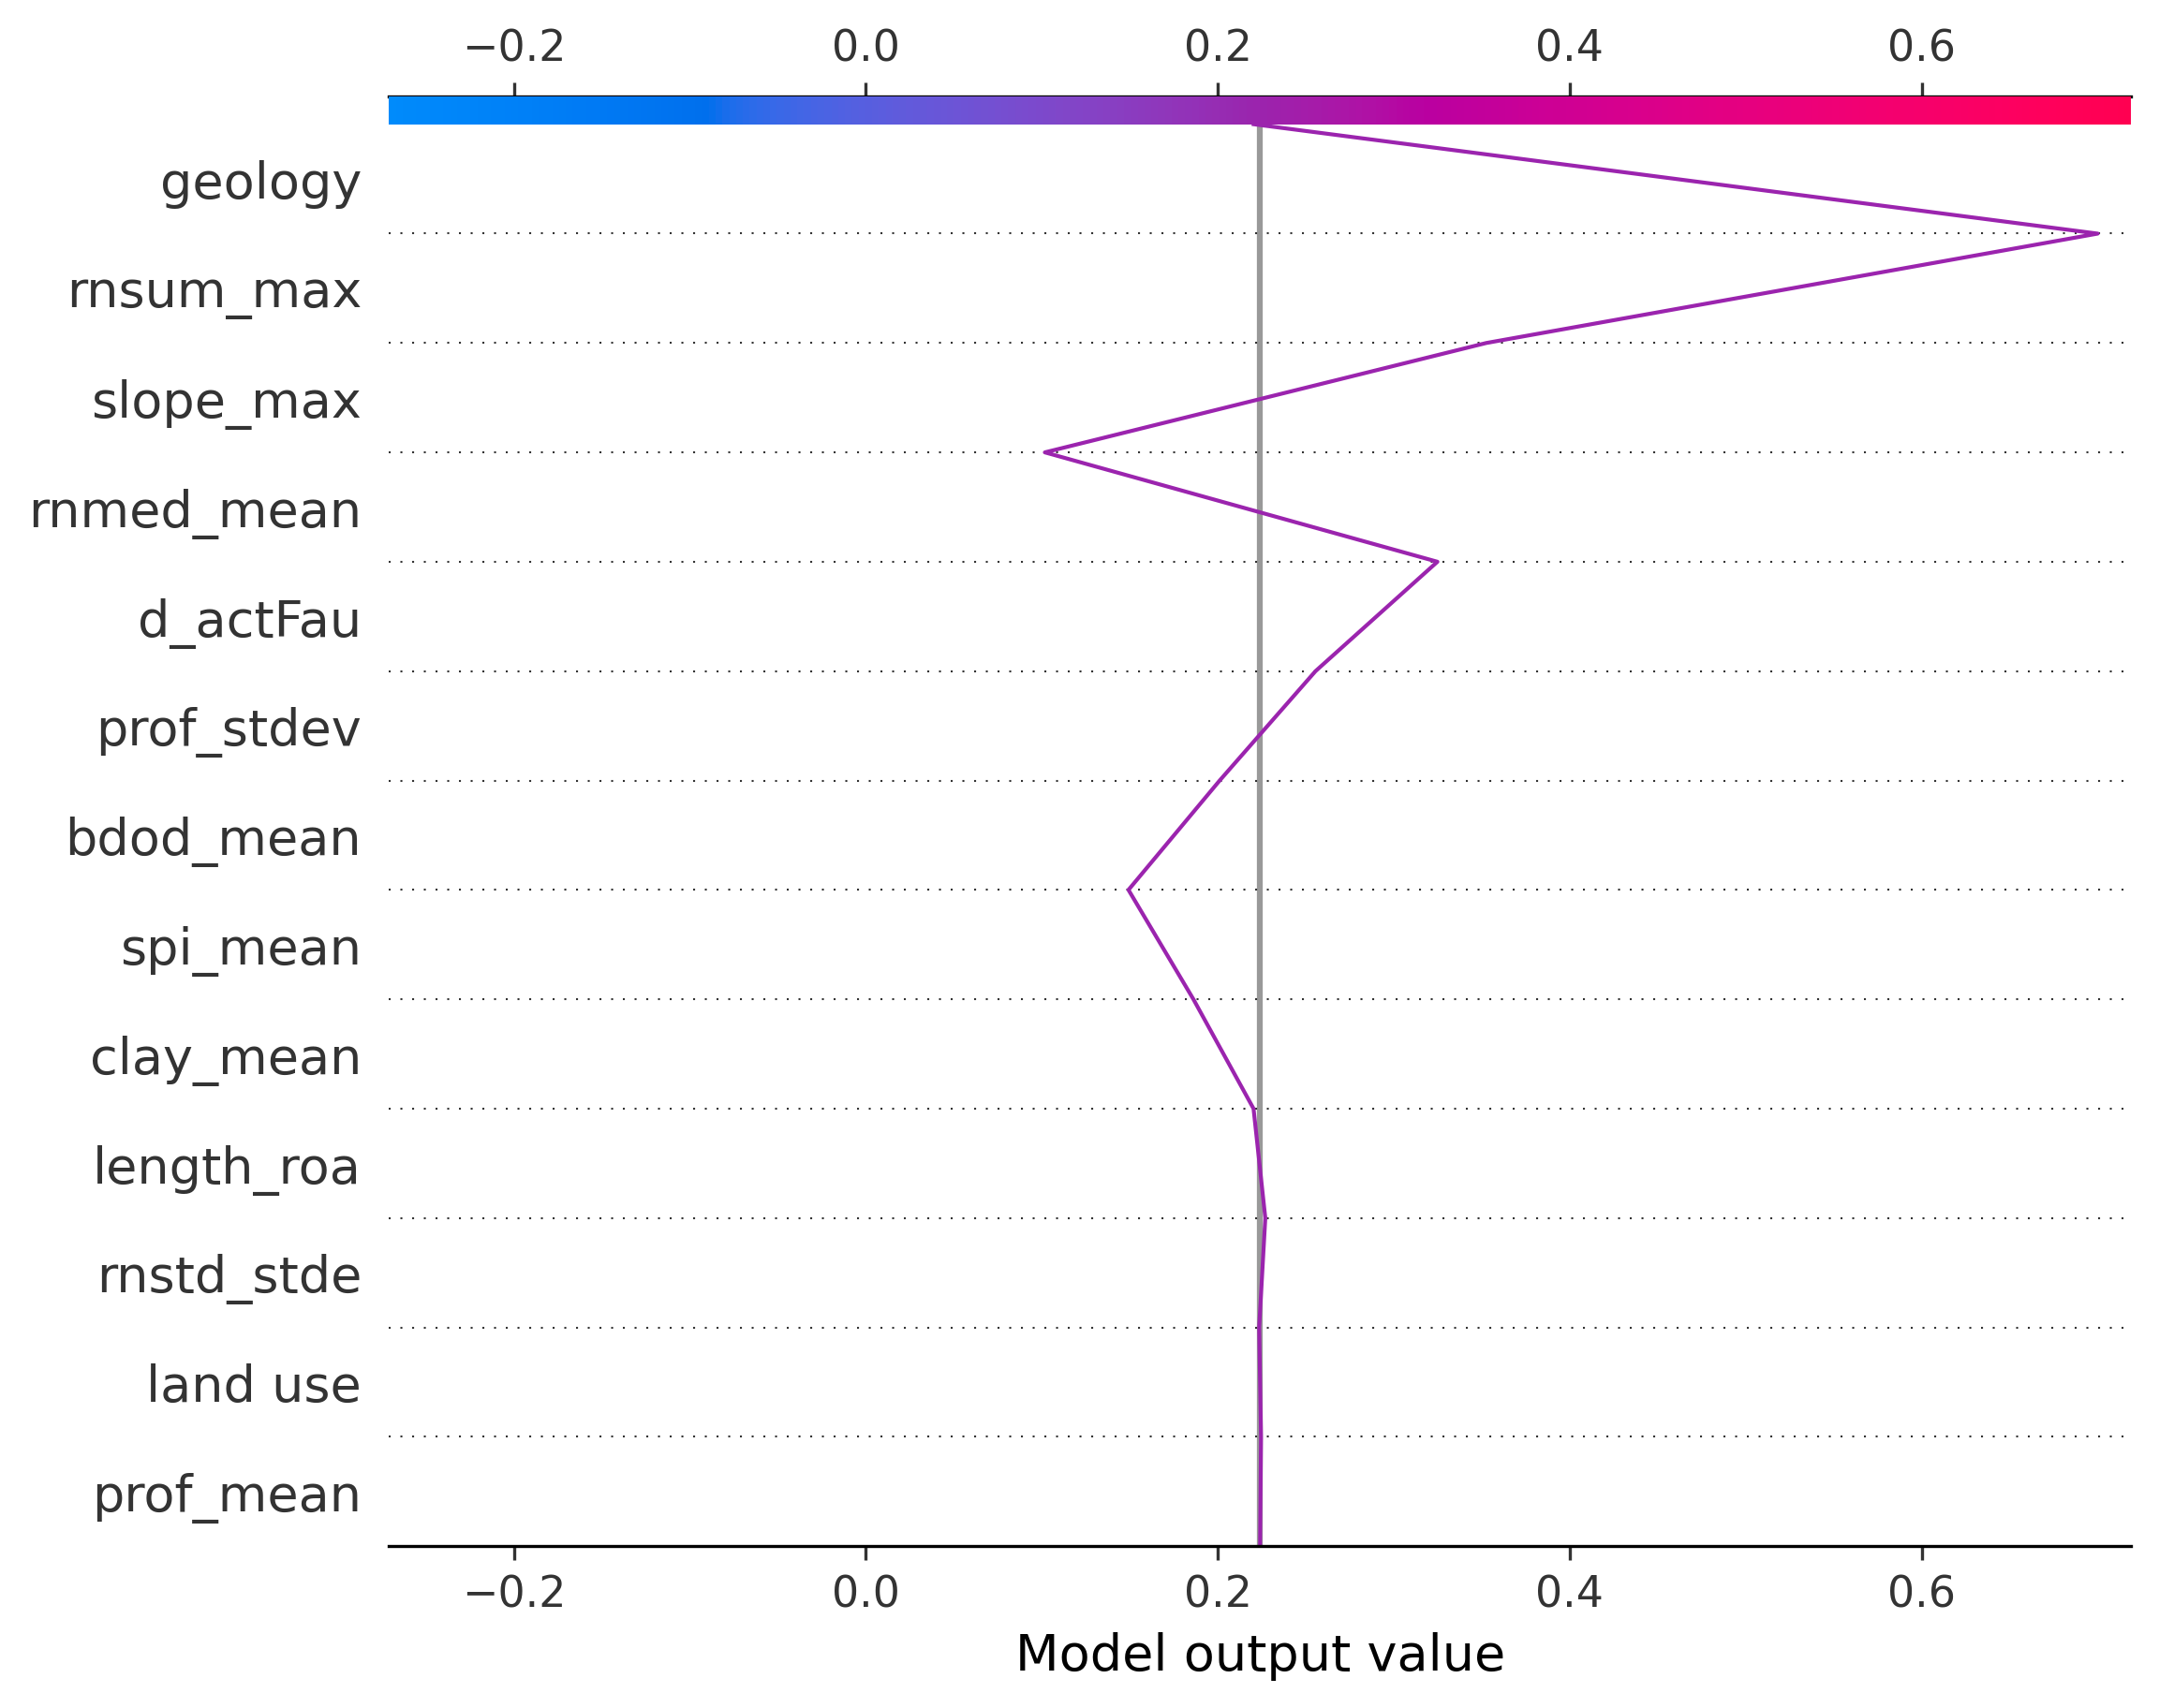 −0.2 0.0 0.2 0.4 0.6
geology
rnsum_max
slope_max
rnmed_mean
d_actFau
prof_stdev
bdod_mean
spi_mean
clay_mean
length_roa
rnstd_stde
land use
prof_mean
−0.2 0.0 0.2 0.4 0.6
Model output value